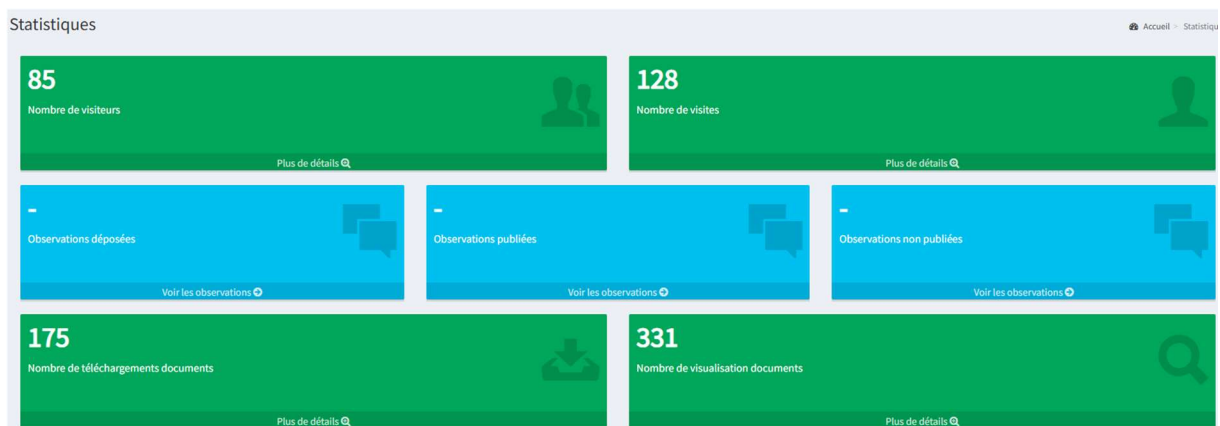 Statistiques
Accueil > Statistiqu
85
Nombre de visiteurs
Plus de détails
128
Nombre de visites
Plus de détails
-
Observations déposées
Voir les observations
-
Observations publiées
Voir les observations
-
Observations non publiées
Voir les observations
175
Nombre de téléchargements documents
Plus de détails
331
Nombre de visualisation documents
Plus de détails